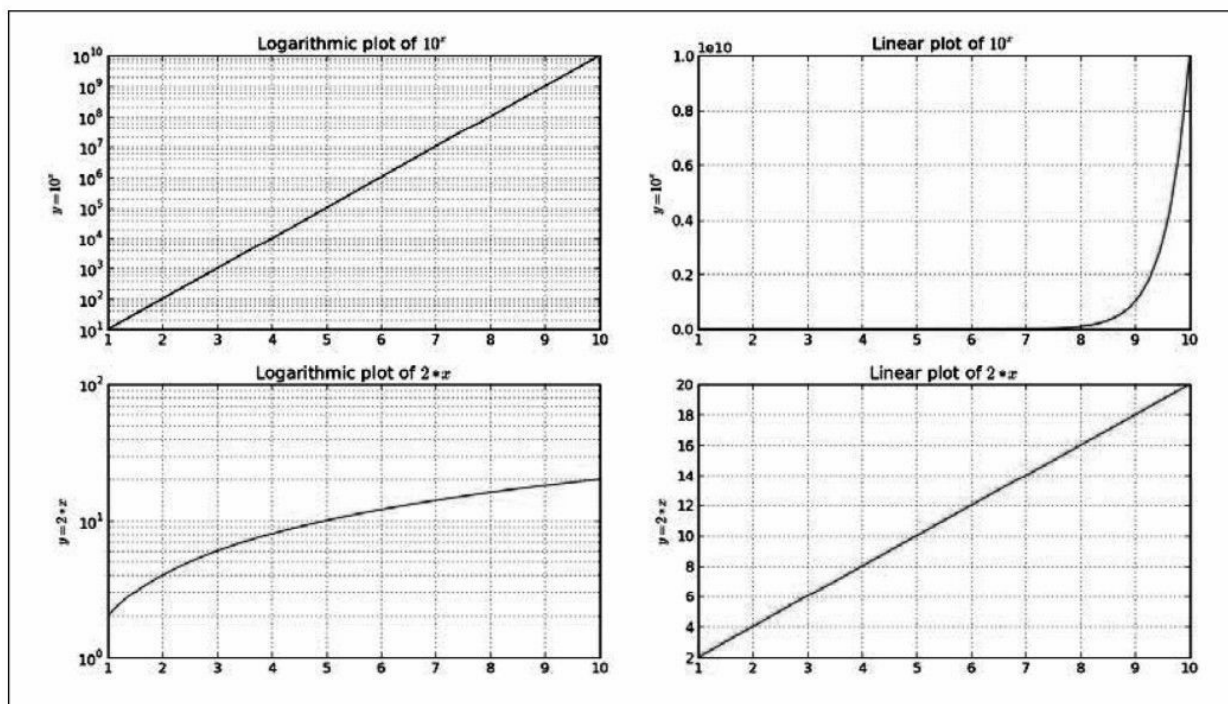 Logarithmic plot of 10^x
10^10
10^9
10^8
10^7
10^6
10^5
10^4
10^3
10^2
10^1
y=10^x
1 2 3 4 5 6 7 8 9 10
Linear plot of 10^x
1e10
1.0
0.8
0.6
0.4
0.2
0.0
y=10^x
1 2 3 4 5 6 7 8 9 10
Logarithmic plot of 2*x
10^2
10^1
10^0
y=2*x
1 2 3 4 5 6 7 8 9 10
Linear plot of 2*x
20
18
16
14
12
10
8
6
4
2
y=2*x
1 2 3 4 5 6 7 8 9 10